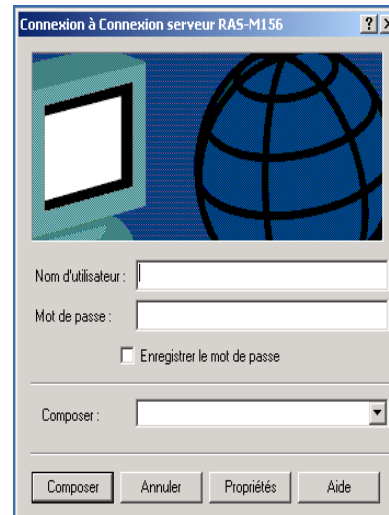 Connexion à Connexion serveur RAS-M156
Nom d'utilisateur :
Mot de passe :
Enregistrer le mot de passe
Composer :
Composer Annuler Propriétés Aide